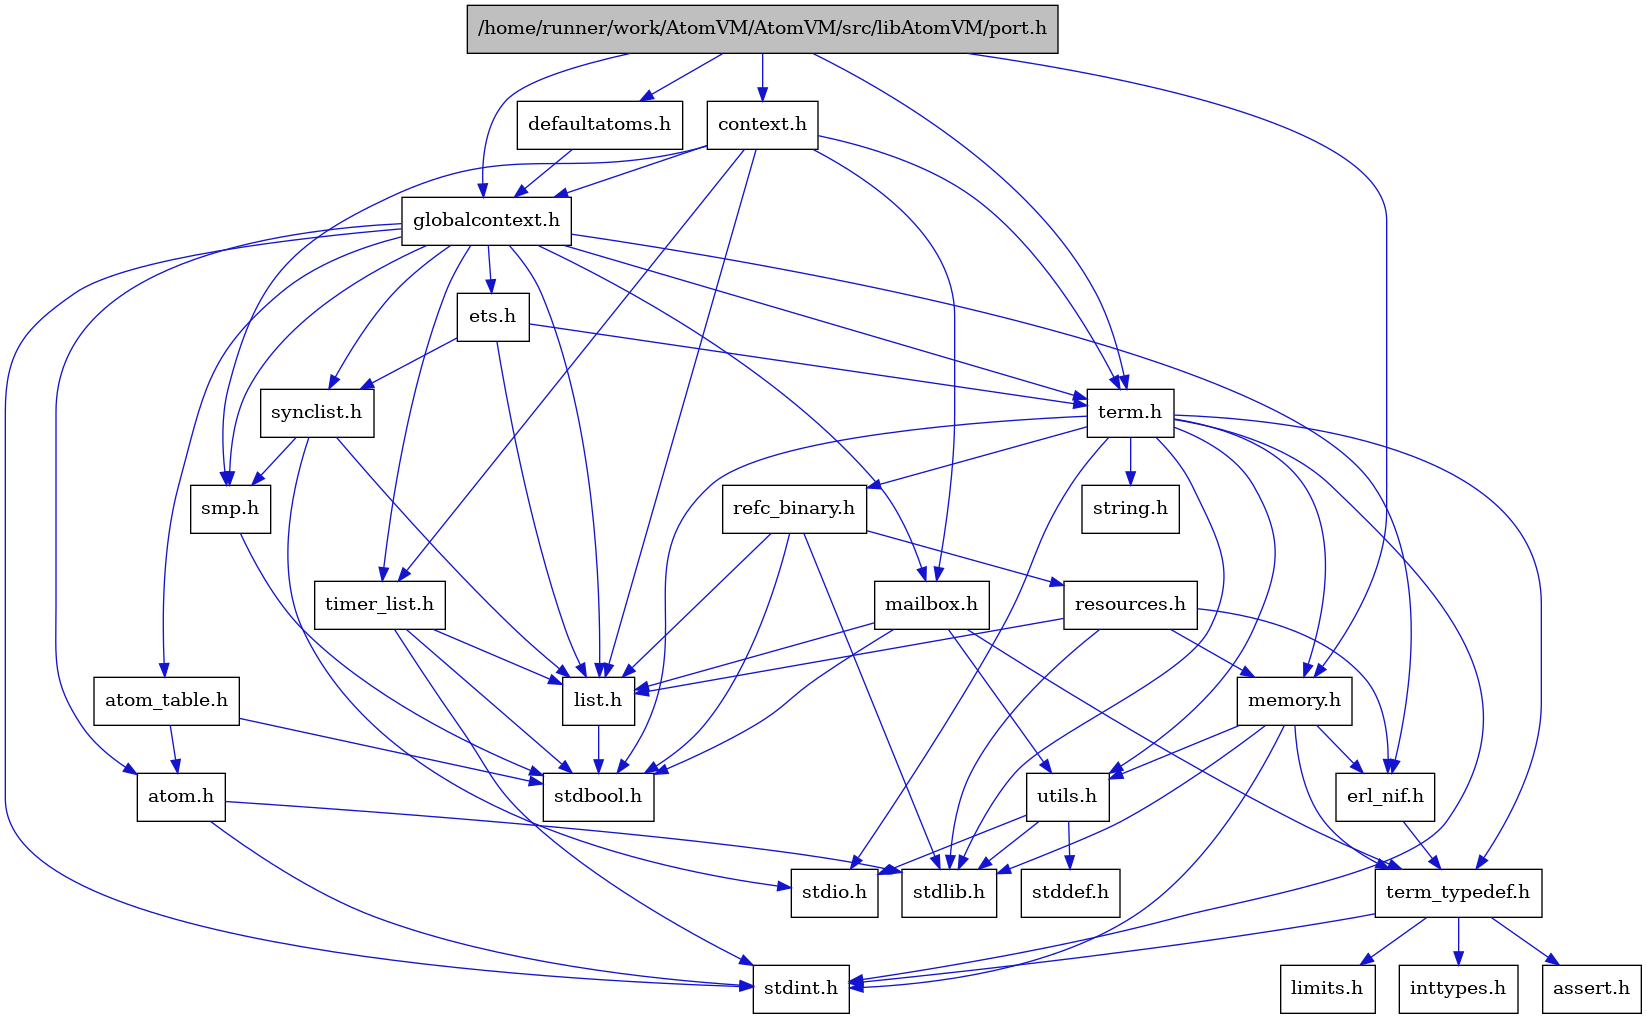 /home/runner/work/AtomVM/AtomVM/src/libAtomVM/port.h
defaultatoms.h
context.h
globalcontext.h
ets.h
synclist.h
term.h
smp.h
refc_binary.h
string.h
timer_list.h
mailbox.h
resources.h
atom_table.h
list.h
memory.h
atom.h
stdbool.h
utils.h
erl_nif.h
stdio.h
stdlib.h
stddef.h
term_typedef.h
stdint.h
limits.h
inttypes.h
assert.h